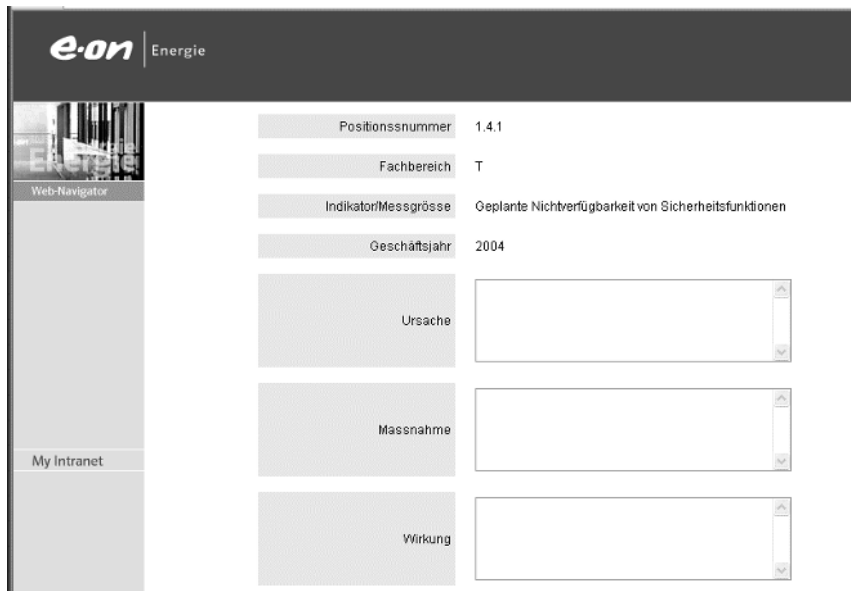 e·on Energie
Positionssnummer 1.4.1
Energie
Energie
Web-Navigator
Fachbereich T
Indikator/Messgrösse Geplante Nichtverfügbarkeit von Sicherheitsfunktionen
Geschäftsjahr 2004
Ursache
Massnahme
My Intranet
Wirkung